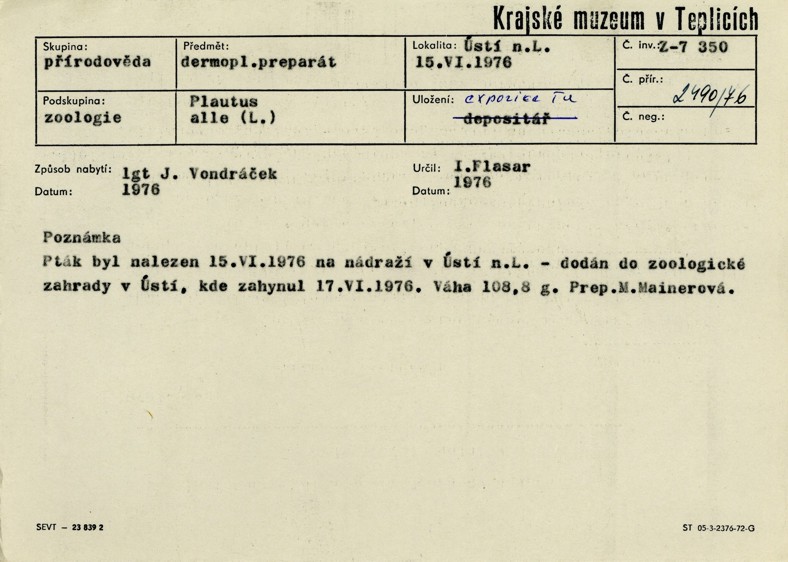 Krajské muzeum v Teplicích
Skupina: přírodověda
Předmět: dermopl.preparát
Lokalita: Ústí n.L.
15.VI.1976
Č. inv.: Z-7 350
Č. přír.: 2490/76
Č. neg.:
Podskupina: zoologie
Plautus
alle (L.)
Uložení: expozice Tu
depositář
Způsob nabytí: lgt J. Vondráček
Datum: 1976
Určil: I.Flasar
Datum: 1976
Poznámka
Pták byl nalezen 15.VI.1976 na nádraží v Ústí n.L. - dodán do zoologické
zahrady v Ústí, kde zahynul 17.VI.1976. Váha 108,8 g. Prep.M.Mainerová.
SEVT – 23 839 2
ST 05-3-2376-72-G